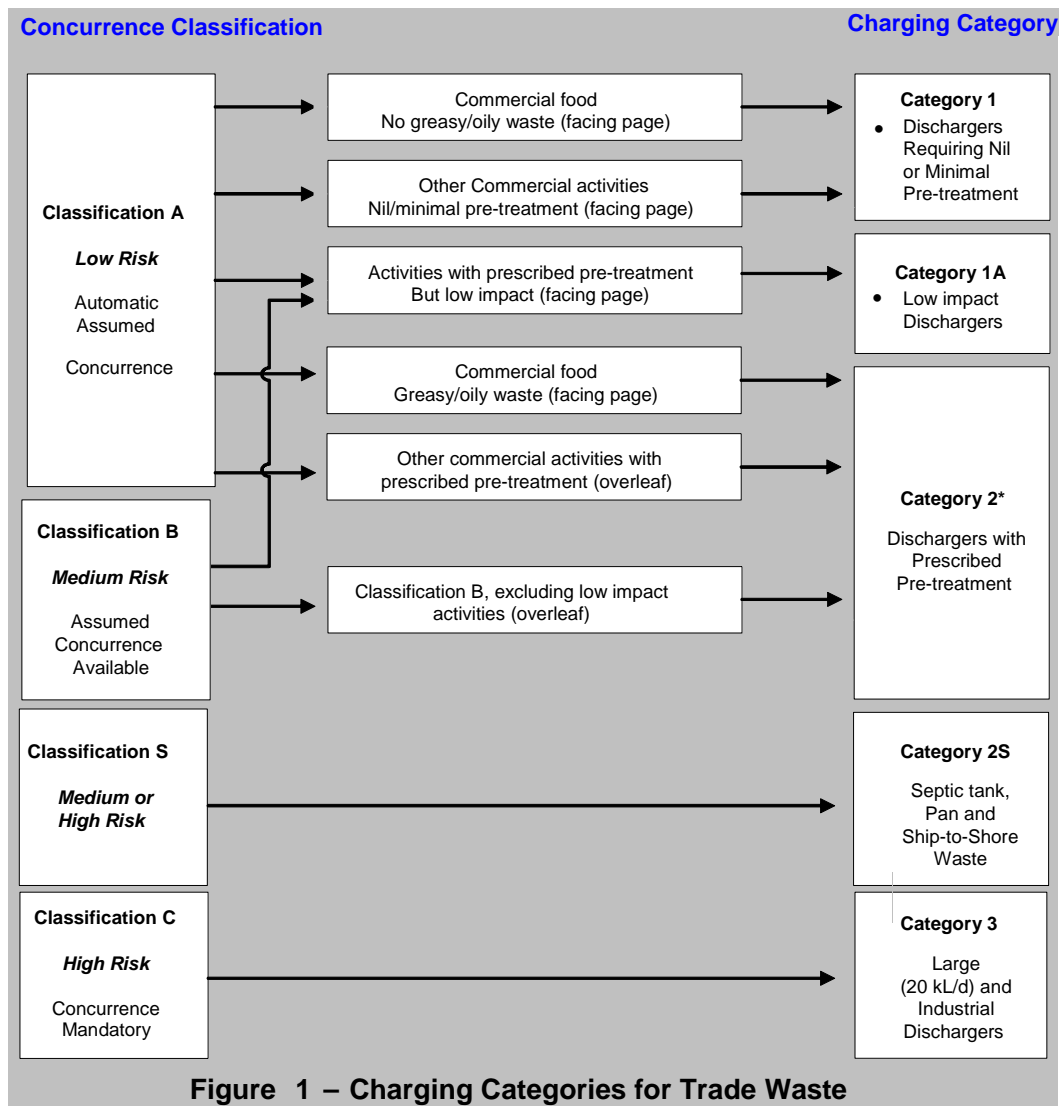 Concurrence Classification
Charging Category
Classification A
Low Risk
Automatic
Assumed
Concurrence
Commercial food
No greasy/oily waste (facing page)
Other Commercial activities
Nil/minimal pre-treatment (facing page)
Activities with prescribed pre-treatment
But low impact (facing page)
Commercial food
Greasy/oily waste (facing page)
Other commercial activities with
prescribed pre-treatment (overleaf)
Category 1
• Dischargers
Requiring Nil
or Minimal
Pre-treatment
Category 1A
• Low impact
Dischargers
Classification B
Medium Risk
Assumed
Concurrence
Available
Classification B, excluding low impact
activities (overleaf)
Category 2*
Dischargers with
Prescribed
Pre-treatment
Classification S
Medium or
High Risk
Category 2S
Septic tank,
Pan and
Ship-to-Shore
Waste
Classification C
High Risk
Concurrence
Mandatory
Category 3
Large
(20 kL/d) and
Industrial
Dischargers
Figure 1 – Charging Categories for Trade Waste